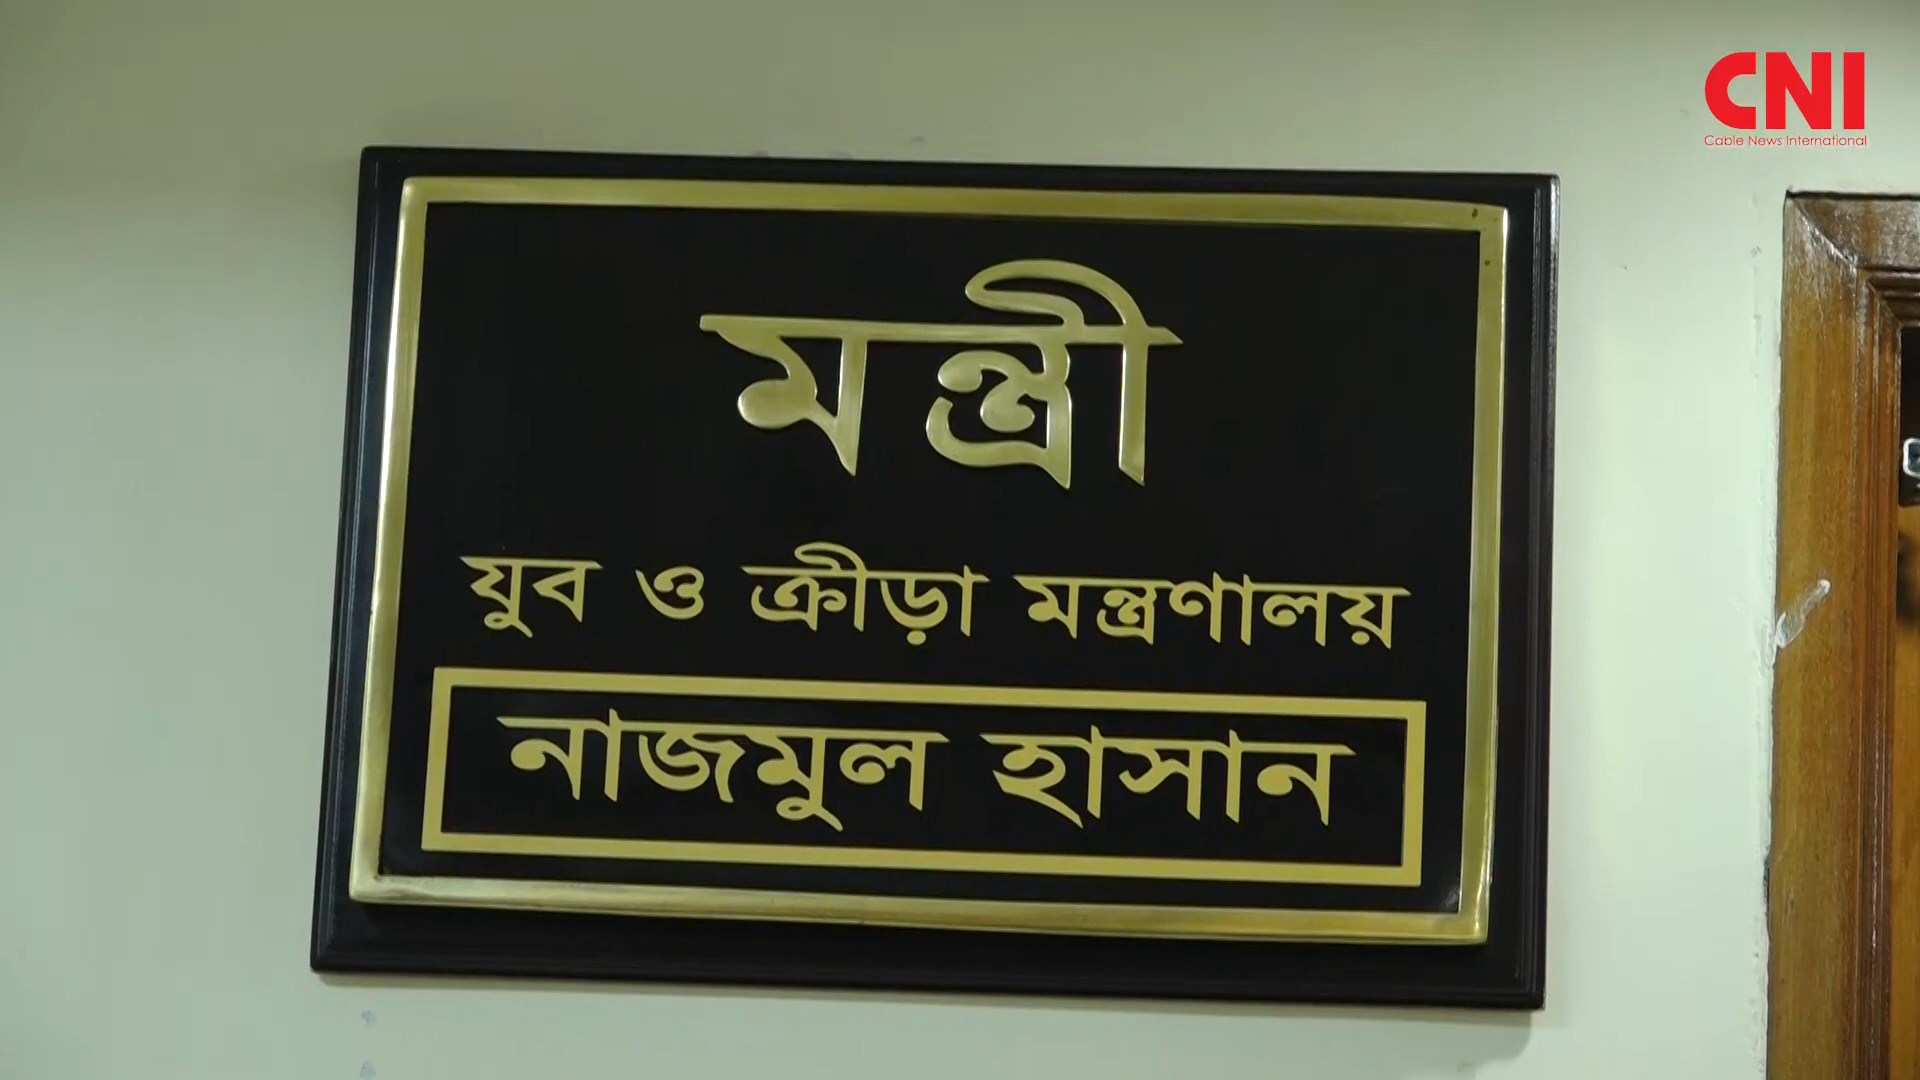 CNI
Cable News International
মন্ত্রী
যুব ও ক্রীড়া মন্ত্রণালয়
নাজমুল হাসান